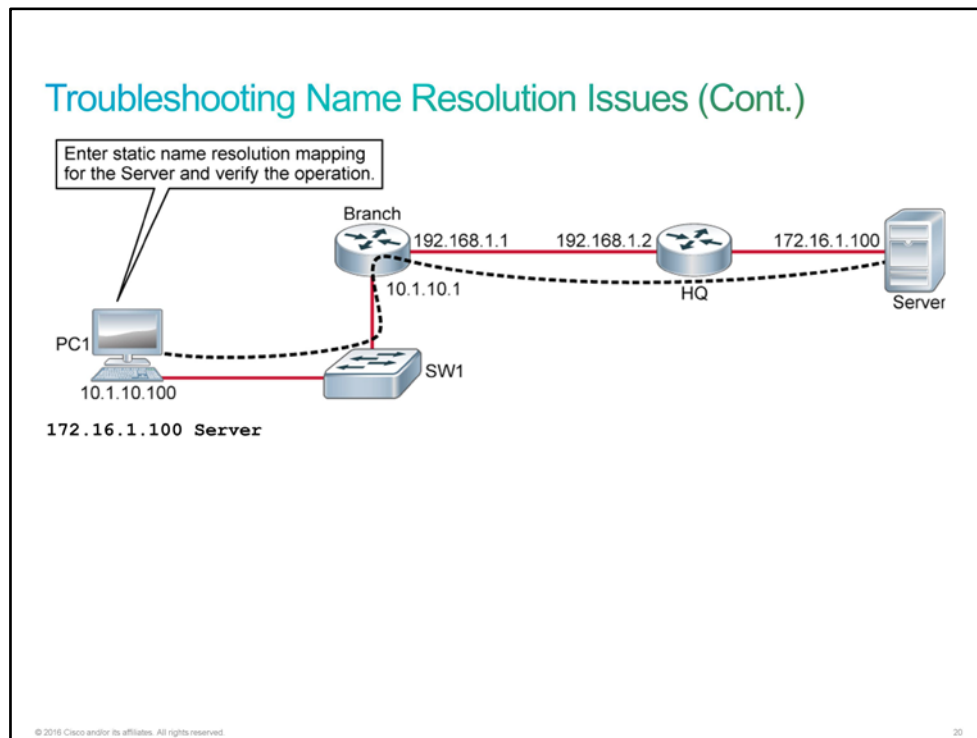 Troubleshooting Name Resolution Issues (Cont.)
Enter static name resolution mapping
for the Server and verify the operation.
Branch
192.168.1.1
192.168.1.2
172.16.1.100
10.1.10.1
HQ
Server
PC1
SW1
10.1.10.100
172.16.1.100 Server
© 2016 Cisco and/or its affiliates. All rights reserved.
20